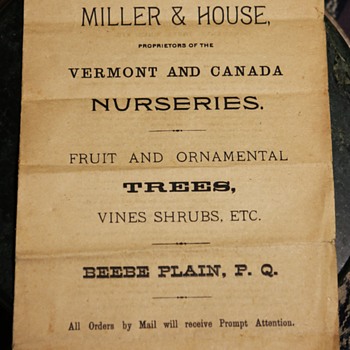 MILLER & HOUSE,
PROPRIETORS OF THE
VERMONT AND CANADA
NURSERIES.
FRUIT AND ORNAMENTAL
TREES,
VINES SHRUBS, ETC.
BEEBE PLAIN, P. Q.
All Orders by Mail will receive Prompt Attention.